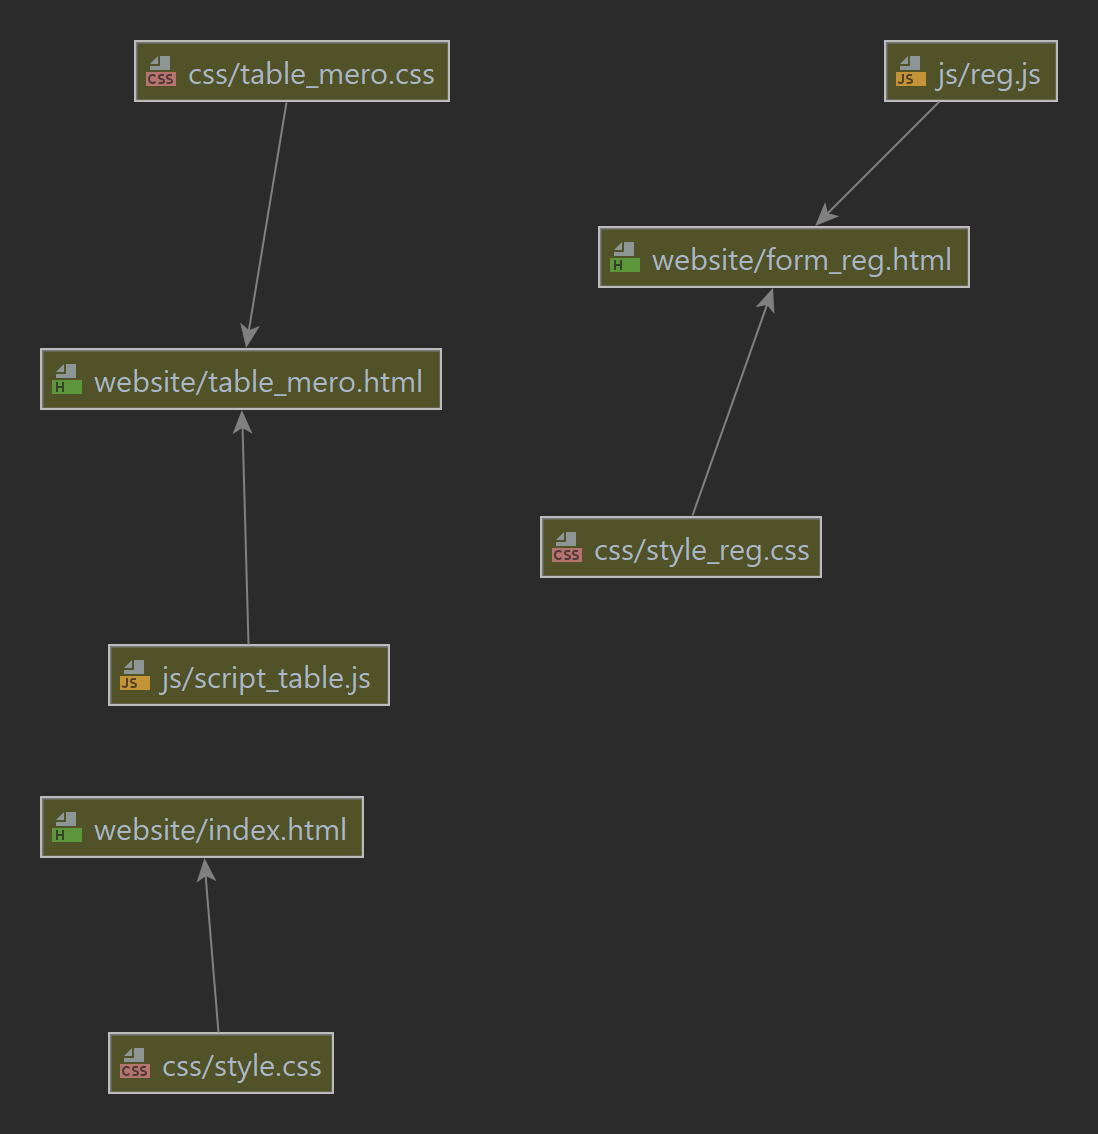 CSS css/table_mero.css
JS js/reg.js
H website/form_reg.html
H website/table_mero.html
CSS css/style_reg.css
JS js/script_table.js
H website/index.html
CSS css/style.css